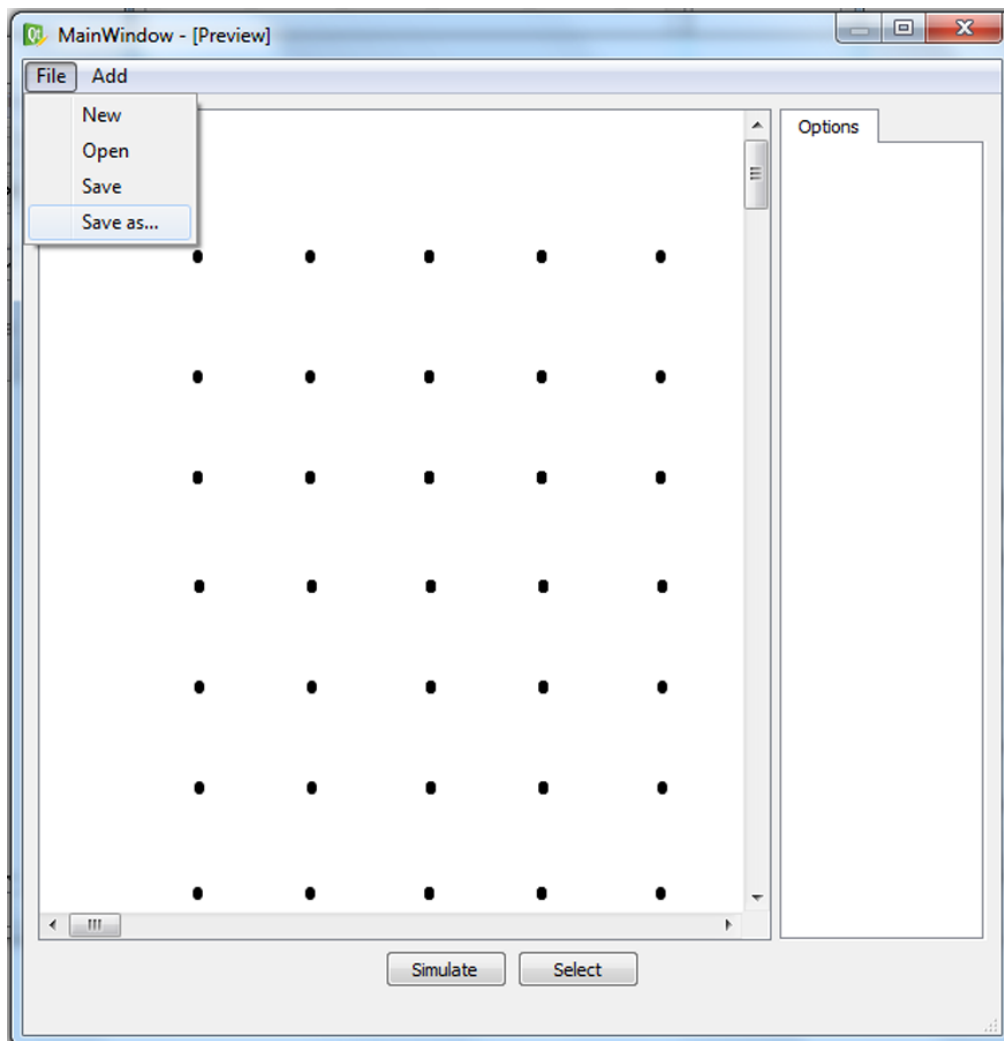 MainWindow - [Preview]
File Add
New
Open
Save
Save as...
Options
Simulate Select